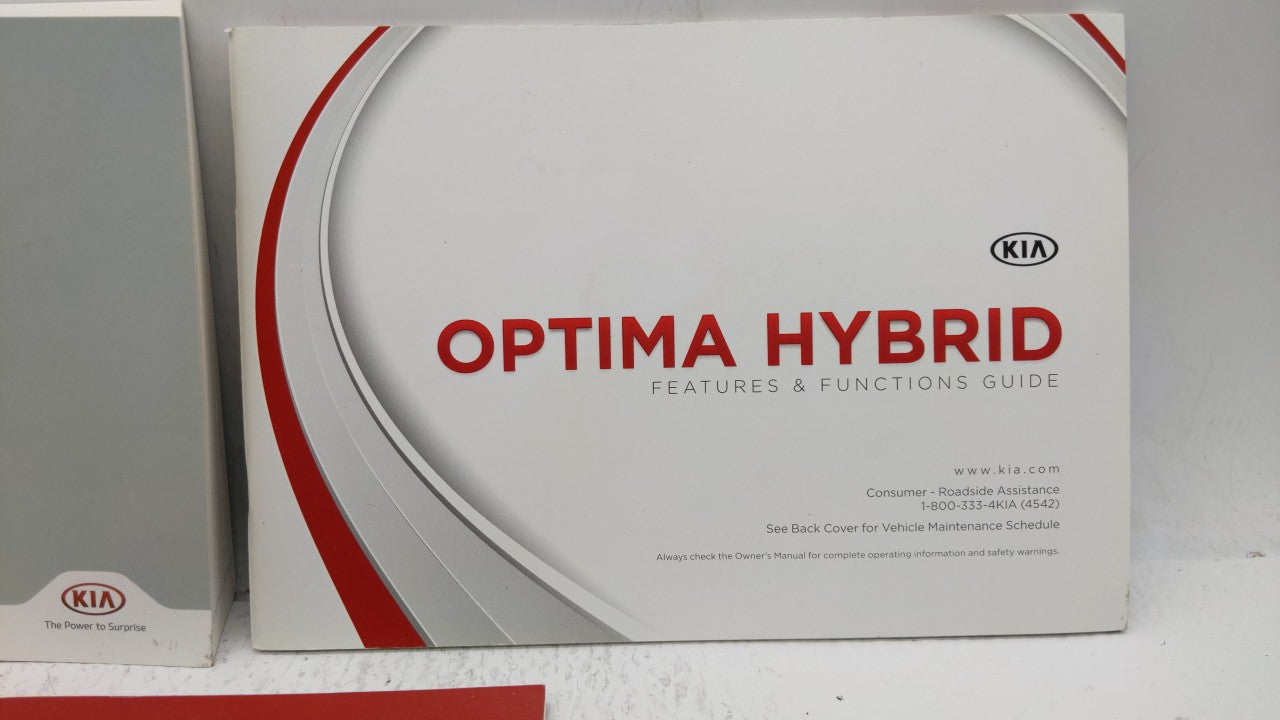 KIA
OPTIMA HYBRID
FEATURES & FUNCTIONS GUIDE
www.kia.com
Consumer - Roadside Assistance
1-800-333-4KIA (4542)
See Back Cover for Vehicle Maintenance Schedule
Always check the Owner's Manual for complete operating information and safety warnings.
KIA
The Power to Surprise